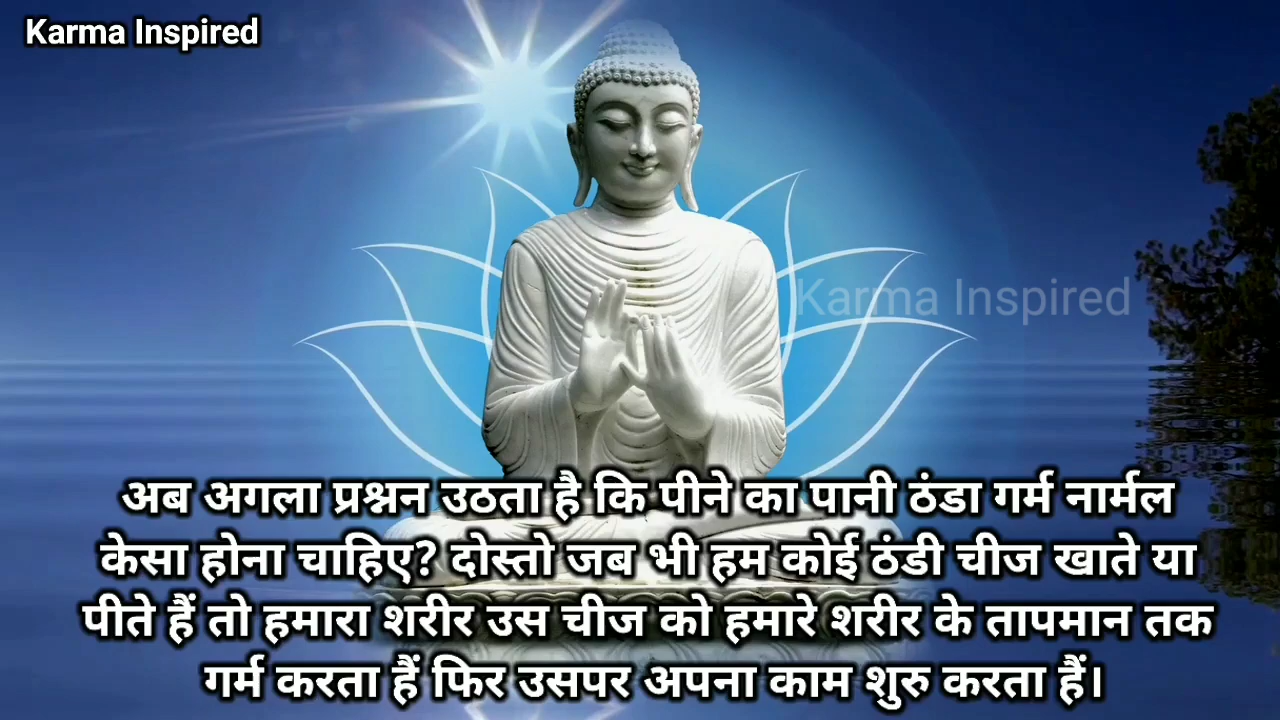 Karma Inspired
Karma Inspired
अब अगला प्रश्नन उठता है कि पीने का पानी ठंडा गर्म नार्मल
केसा होना चाहिए? दोस्तो जब भी हम कोई ठंडी चीज खाते या
पीते हैं तो हमारा शरीर उस चीज को हमारे शरीर के तापमान तक
गर्म करता हैं फिर उसपर अपना काम शुरु करता हैं।